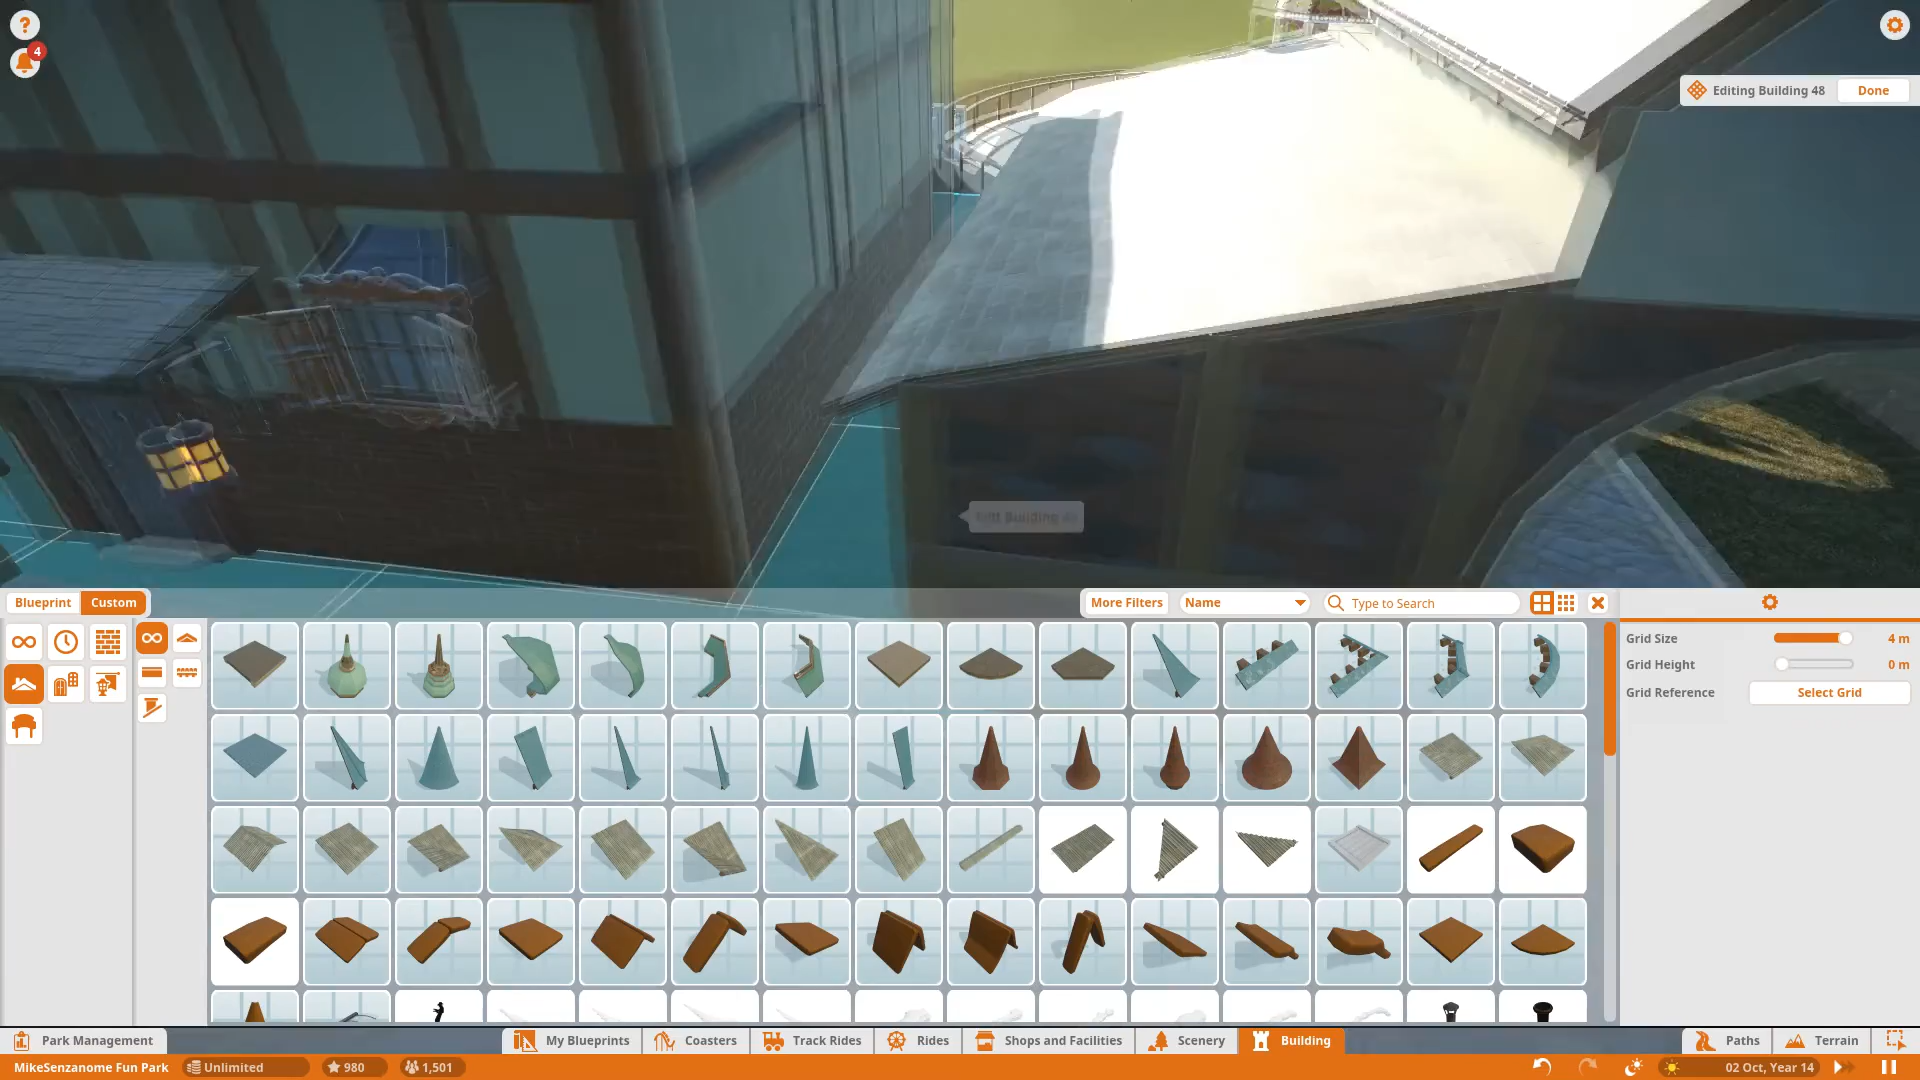 ?
4
Editing Building 48
Done
Edit Building
Blueprint
Custom
More Filters
Name
Type to Search
Grid Size
4 m
Grid Height
0 m
Grid Reference
Select Grid
Park Management
My Blueprints
Coasters
Track Rides
Rides
Shops and Facilities
Scenery
Building
Paths
Terrain
MikeSenzanome Fun Park
Unlimited
980
1,501
02 Oct, Year 14